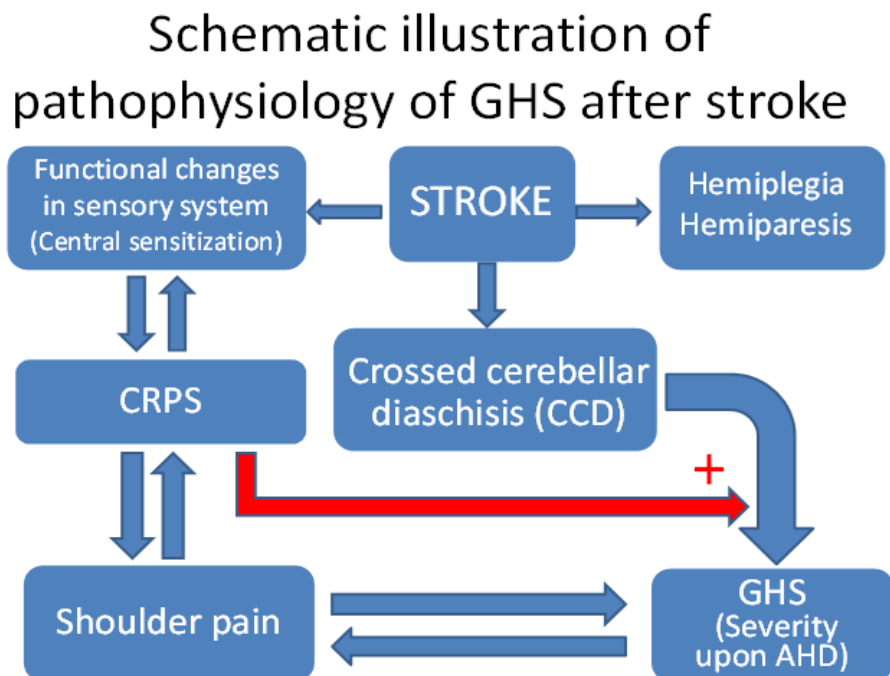 Schematic illustration of
pathophysiology of GHS after stroke
Functional changes
in sensory system
(Central sensitization)
STROKE
Hemiplegia
Hemiparesis
CRPS
Crossed cerebellar
diaschisis (CCD)
+
Shoulder pain
GHS
(Severity
upon AHD)